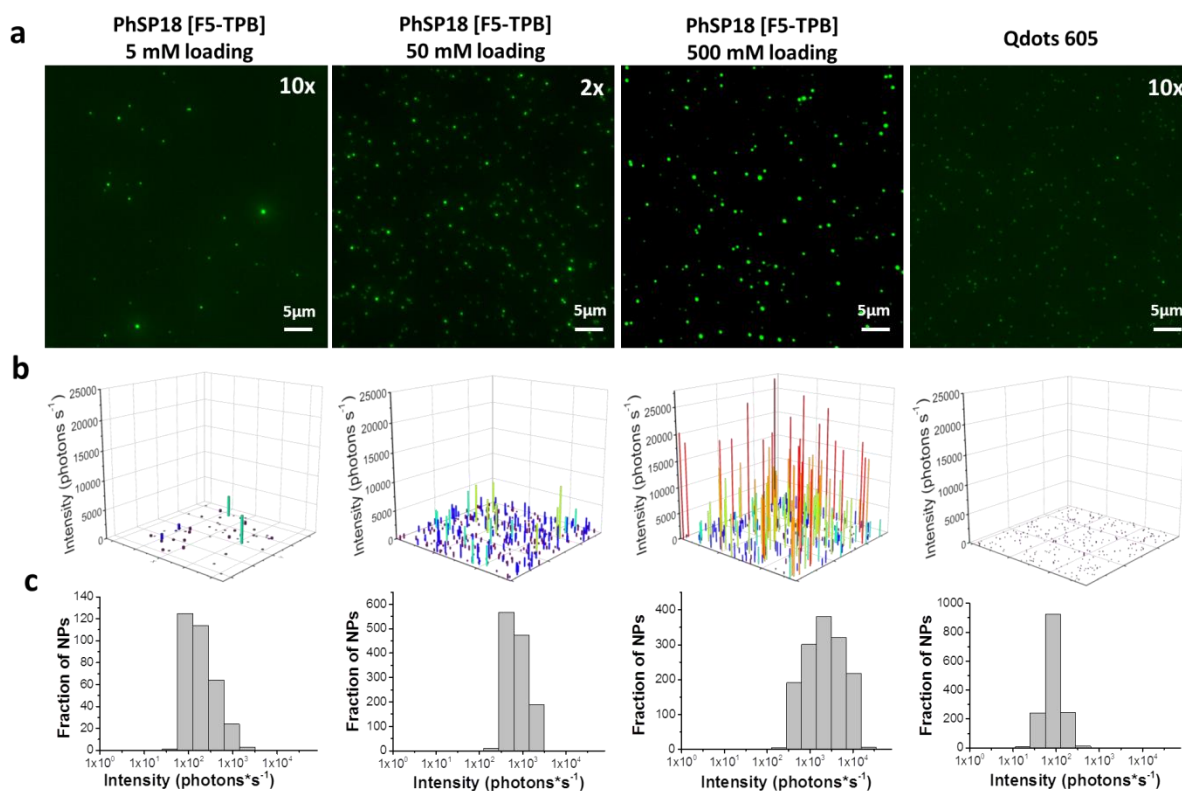 a
PhSP18 [F5-TPB]
5 mM loading
PhSP18 [F5-TPB]
50 mM loading
PhSP18 [F5-TPB]
500 mM loading
Qdots 605
10x
2x
10x
5µm
5µm
5µm
5µm
b
Intensity (photons s⁻¹)
25000
20000
15000
10000
5000
0
Intensity (photons s⁻¹)
25000
20000
15000
10000
5000
0
Intensity (photons s⁻¹)
25000
20000
15000
10000
5000
0
Intensity (photons s⁻¹)
25000
20000
15000
10000
5000
0
c
Fraction of NPs
140
120
100
80
60
40
20
0
1x10⁰ 1x10¹ 1x10² 1x10³ 1x10⁴
Intensity (photons*s⁻¹)
Fraction of NPs
600
500
400
300
200
100
0
1x10⁰ 1x10¹ 1x10² 1x10³ 1x10⁴
Intensity (photons*s⁻¹)
Fraction of NPs
400
300
200
100
0
1x10⁰ 1x10¹ 1x10² 1x10³ 1x10⁴
Intensity (photons*s⁻¹)
Fraction of NPs
1000
800
600
400
200
0
1x10⁰ 1x10¹ 1x10² 1x10³ 1x10⁴
Intensity (photons*s⁻¹)